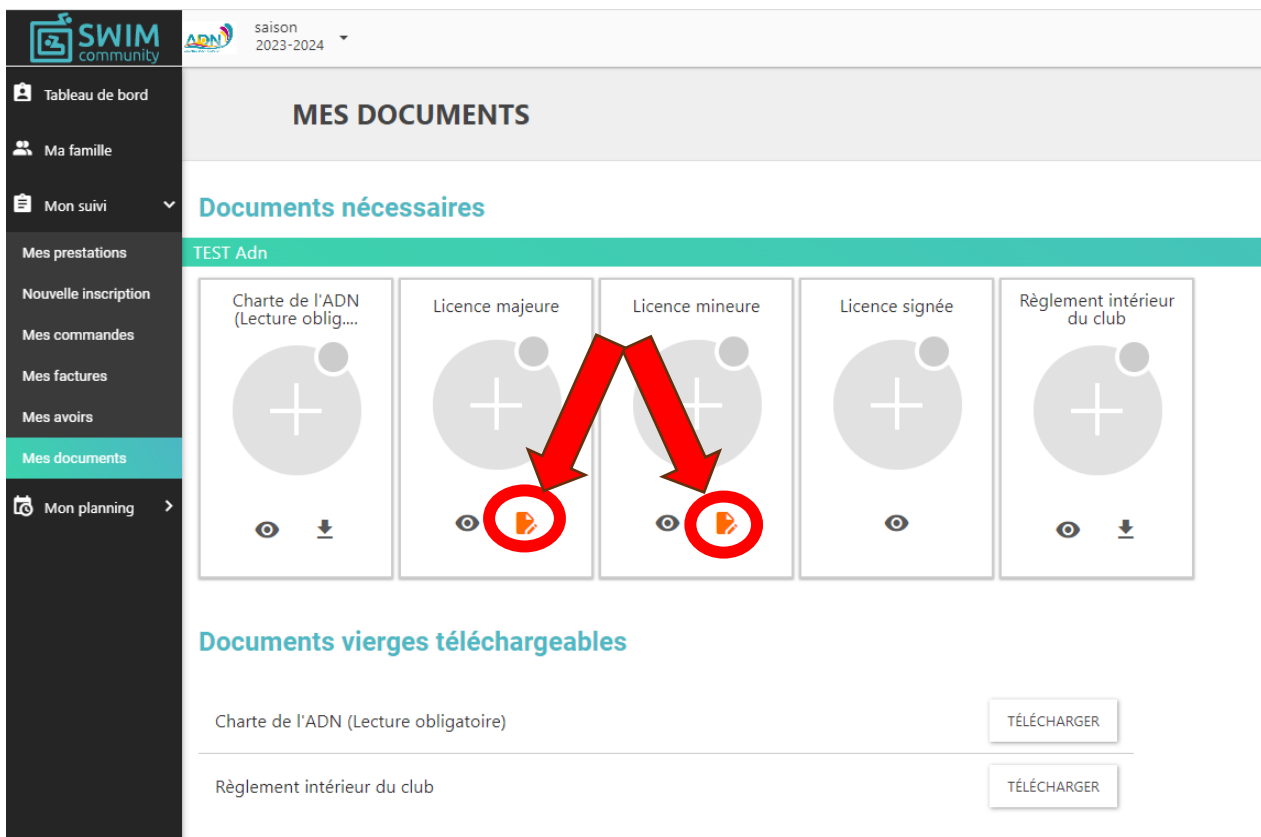 SWIM
community
ADN
saison
2023-2024
Tableau de bord
Ma famille
Mon suivi
Mes prestations
Nouvelle inscription
Mes commandes
Mes factures
Mes avoirs
Mes documents
Mon planning
MES DOCUMENTS
Documents nécessaires
TEST Adn
Charte de l'ADN
(Lecture oblig....
Licence majeure
Licence mineure
Licence signée
Règlement intérieur
du club
Documents vierges téléchargeables
Charte de l'ADN (Lecture obligatoire)
TÉLÉCHARGER
Règlement intérieur du club
TÉLÉCHARGER